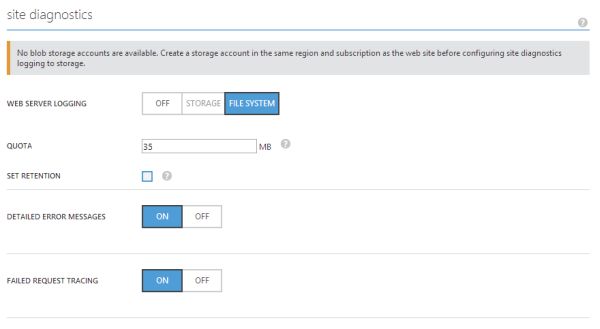 site diagnostics
?
No blob storage accounts are available. Create a storage account in the same region and subscription as the web site before configuring site diagnostics
logging to storage.
WEB SERVER LOGGING OFF STORAGE FILE SYSTEM
QUOTA 35 MB ?
SET RETENTION ?
DETAILED ERROR MESSAGES ON OFF
FAILED REQUEST TRACING ON OFF